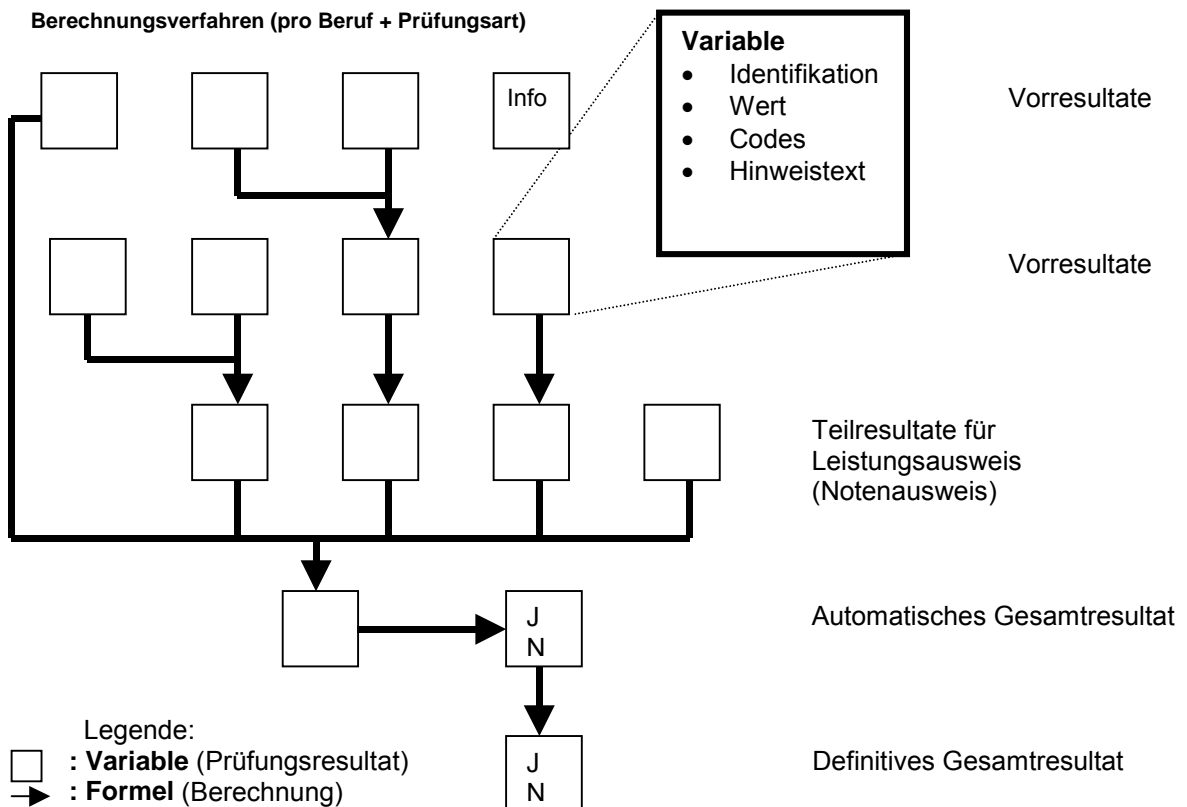 Berechnungsverfahren (pro Beruf + Prüfungsart)
Variable
• Identifikation
• Wert
• Codes
• Hinweistext
Info
Vorresultate
Vorresultate
Teilresultate für
Leistungsausweis
(Notenausweis)
J
N
Automatisches Gesamtresultat
Legende:
: Variable (Prüfungsresultat)
: Formel (Berechnung)
J
N
Definitives Gesamtresultat